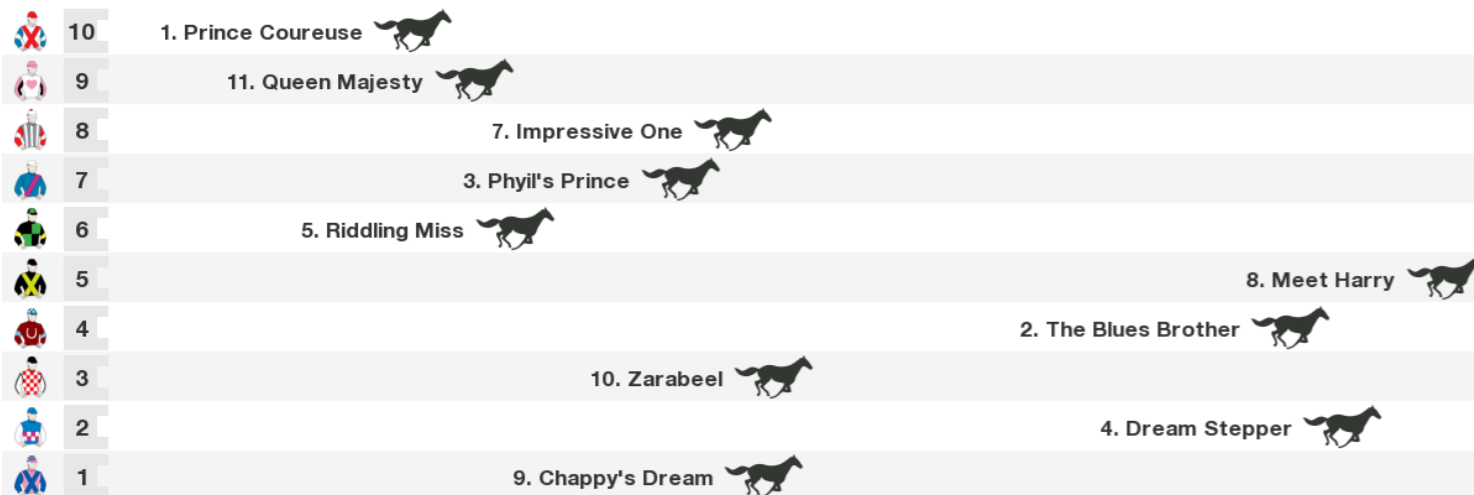 10 1. Prince Coureuse
9 11. Queen Majesty
8 7. Impressive One
7 3. Phyil's Prince
6 5. Riddling Miss
5 8. Meet Harry
4 2. The Blues Brother
3 10. Zarabeel
2 4. Dream Stepper
1 9. Chappy's Dream